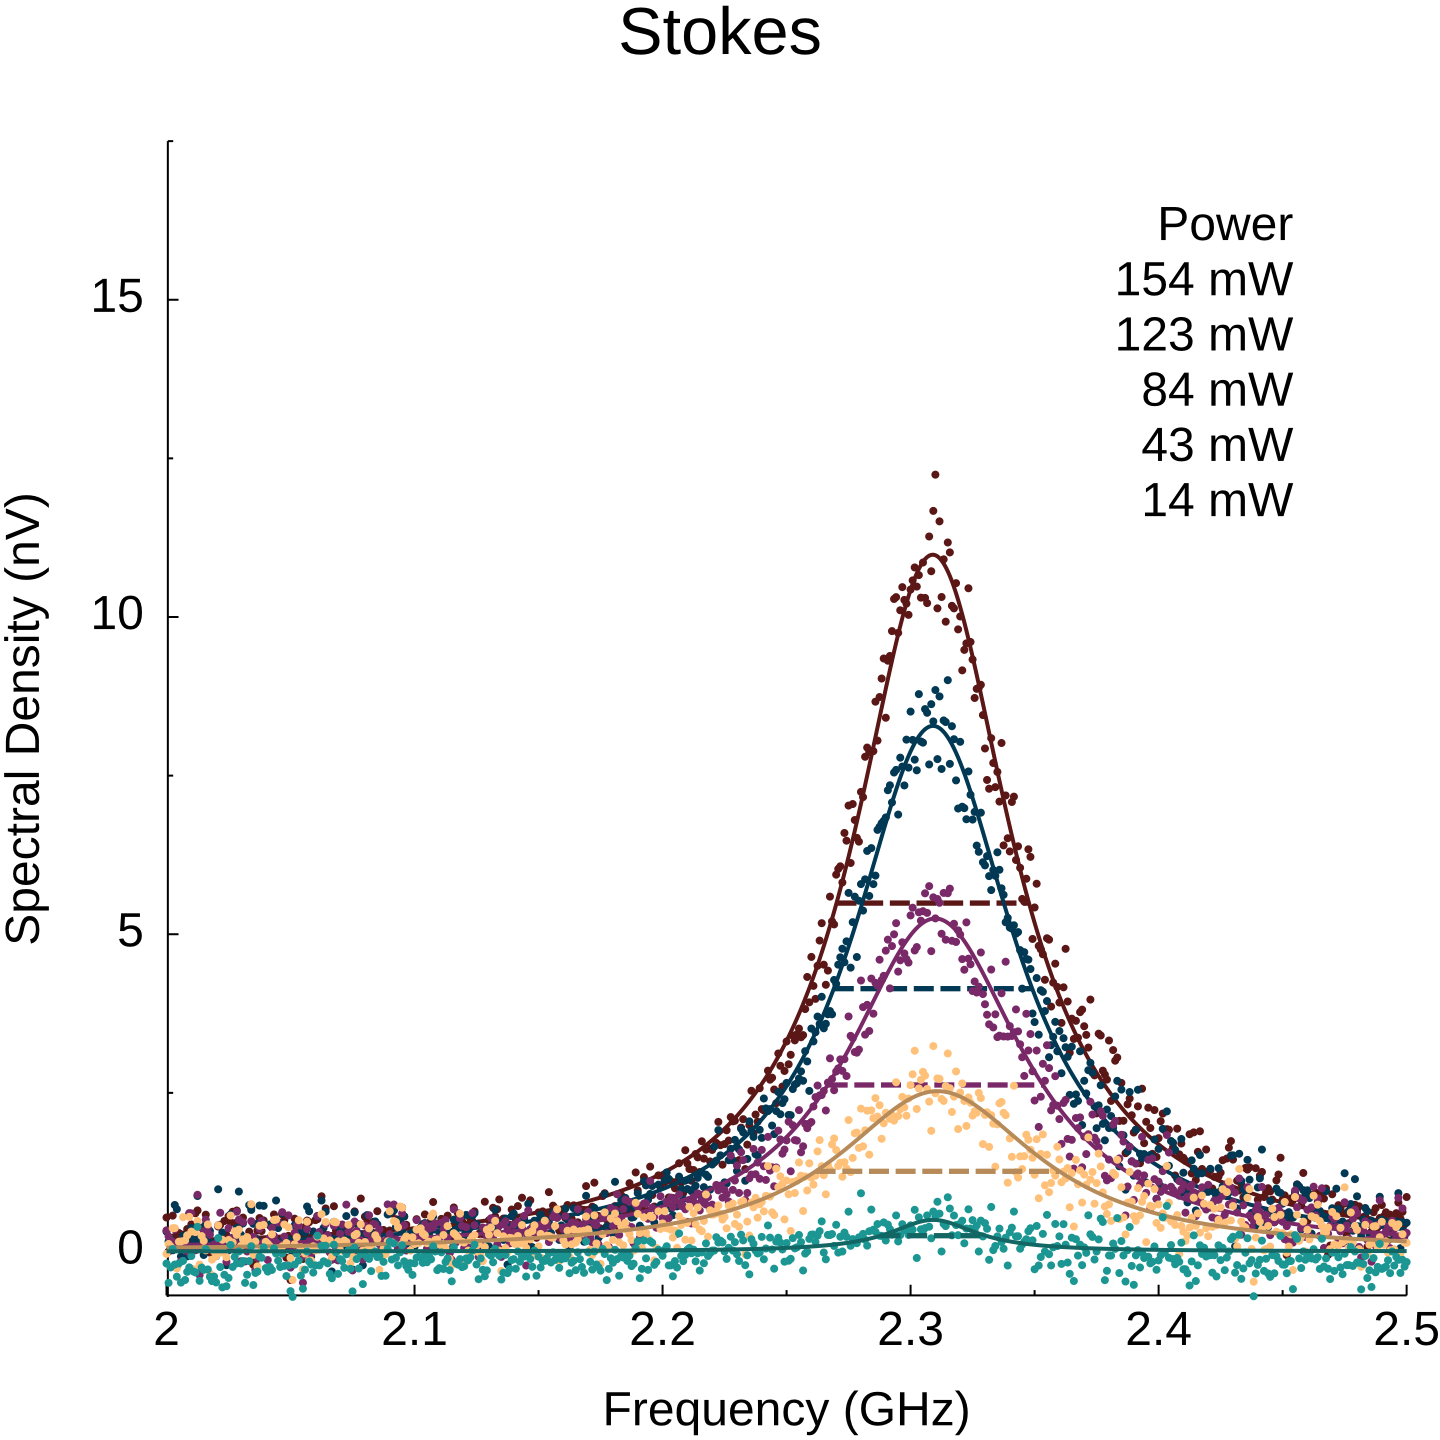 Stokes
Power
154 mW
123 mW
84 mW
43 mW
14 mW
15
10
5
0
Spectral Density (nV)
2
2.1
2.2
2.3
2.4
2.5
Frequency (GHz)